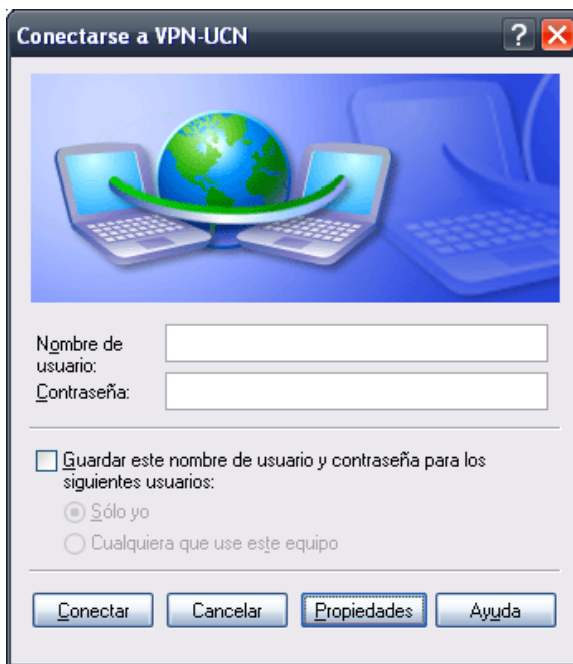 Conectarse a VPN-UCN
?
Nombre de
usuario:
Contraseña:
Guardar este nombre de usuario y contraseña para los
siguientes usuarios:
Sólo yo
Cualquiera que use este equipo
Conectar Cancelar Propiedades Ayuda